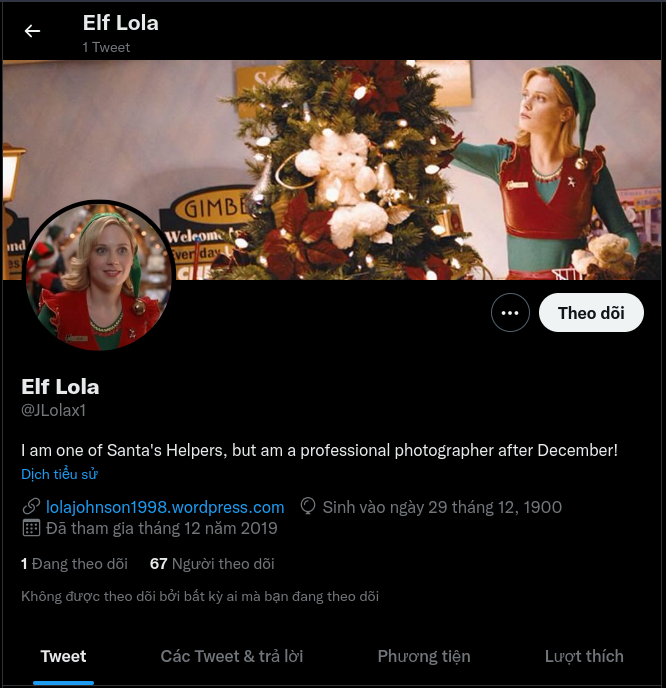 Elf Lola
1 Tweet
GIMBE
Welcome
Theo dõi
Elf Lola
@JLolax1
I am one of Santa's Helpers, but am a professional photographer after December!
Dịch tiểu sử
lolajohnson1998.wordpress.com Sinh vào ngày 29 tháng 12, 1900
Đã tham gia tháng 12 năm 2019
1 Đang theo dõi 67 Người theo dõi
Không được theo dõi bởi bất kỳ ai mà bạn đang theo dõi
Tweet Các Tweet & trả lời Phương tiện Lượt thích